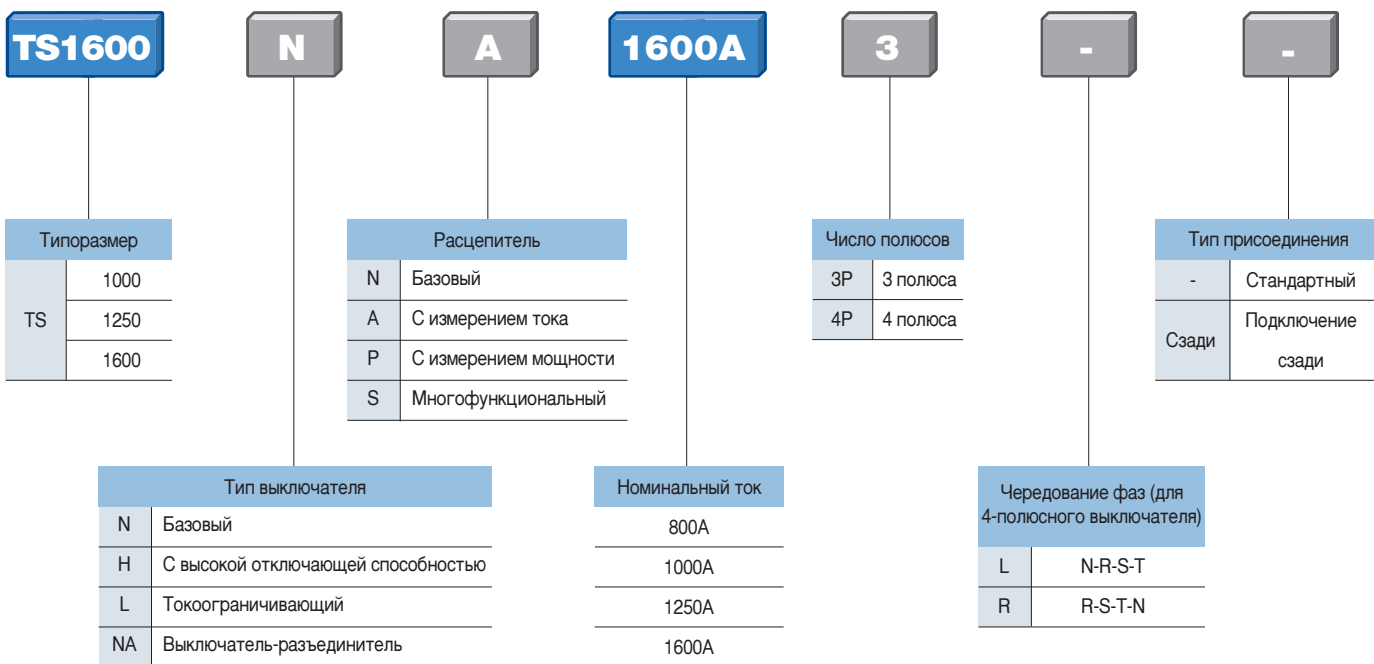 TS1600 N A 1600A 3 - -
Типоразмер
TS
1000
1250
1600
Расцепитель
N Базовый
A С измерением тока
P С измерением мощности
S Многофункциональный
Число полюсов
3P 3 полюса
4P 4 полюса
Тип присоединения
- Стандартный
Сзади
Подключение
сзади
Тип выключателя
N Базовый
H С высокой отключающей способностью
L Токоограничивающий
NA Выключатель-разъединитель
Номинальный ток
800A
1000A
1250A
1600A
Чередование фаз (для
4-полюсного выключателя)
L N-R-S-T
R R-S-T-N